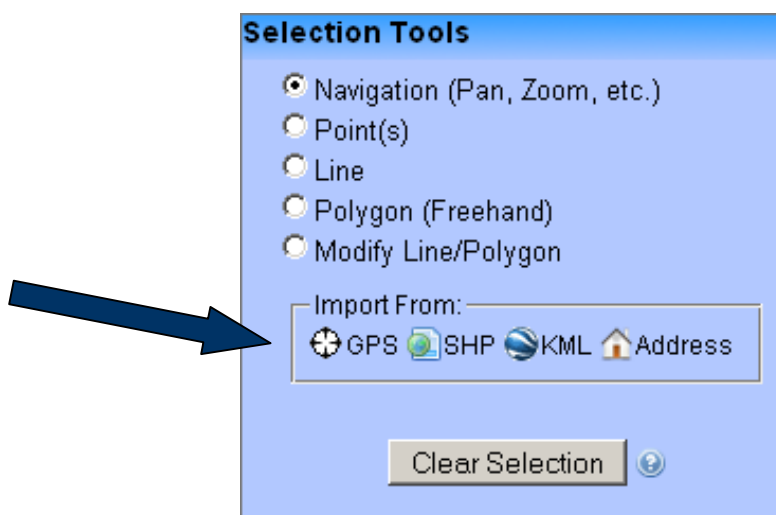 Selection Tools
Navigation (Pan, Zoom, etc.)
Point(s)
Line
Polygon (Freehand)
Modify Line/Polygon
Import From:
GPS SHP KML Address
Clear Selection ?